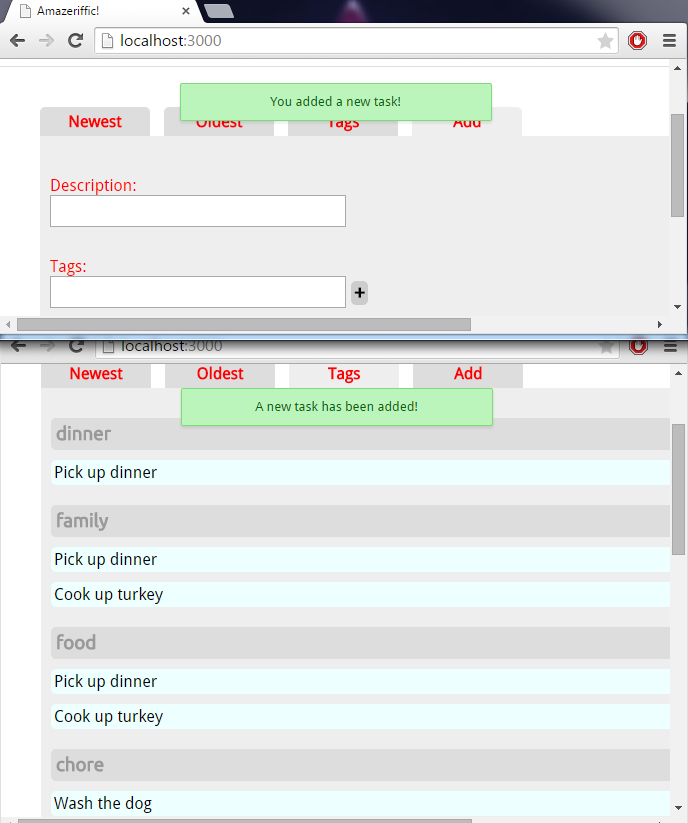 Amazeriffic!
localhost:3000
You added a new task!
Newest Oldest Tags Add
Description:
Tags:
+
localhost:3000
Newest Oldest Tags Add
A new task has been added!
dinner
Pick up dinner
family
Pick up dinner
Cook up turkey
food
Pick up dinner
Cook up turkey
chore
Wash the dog